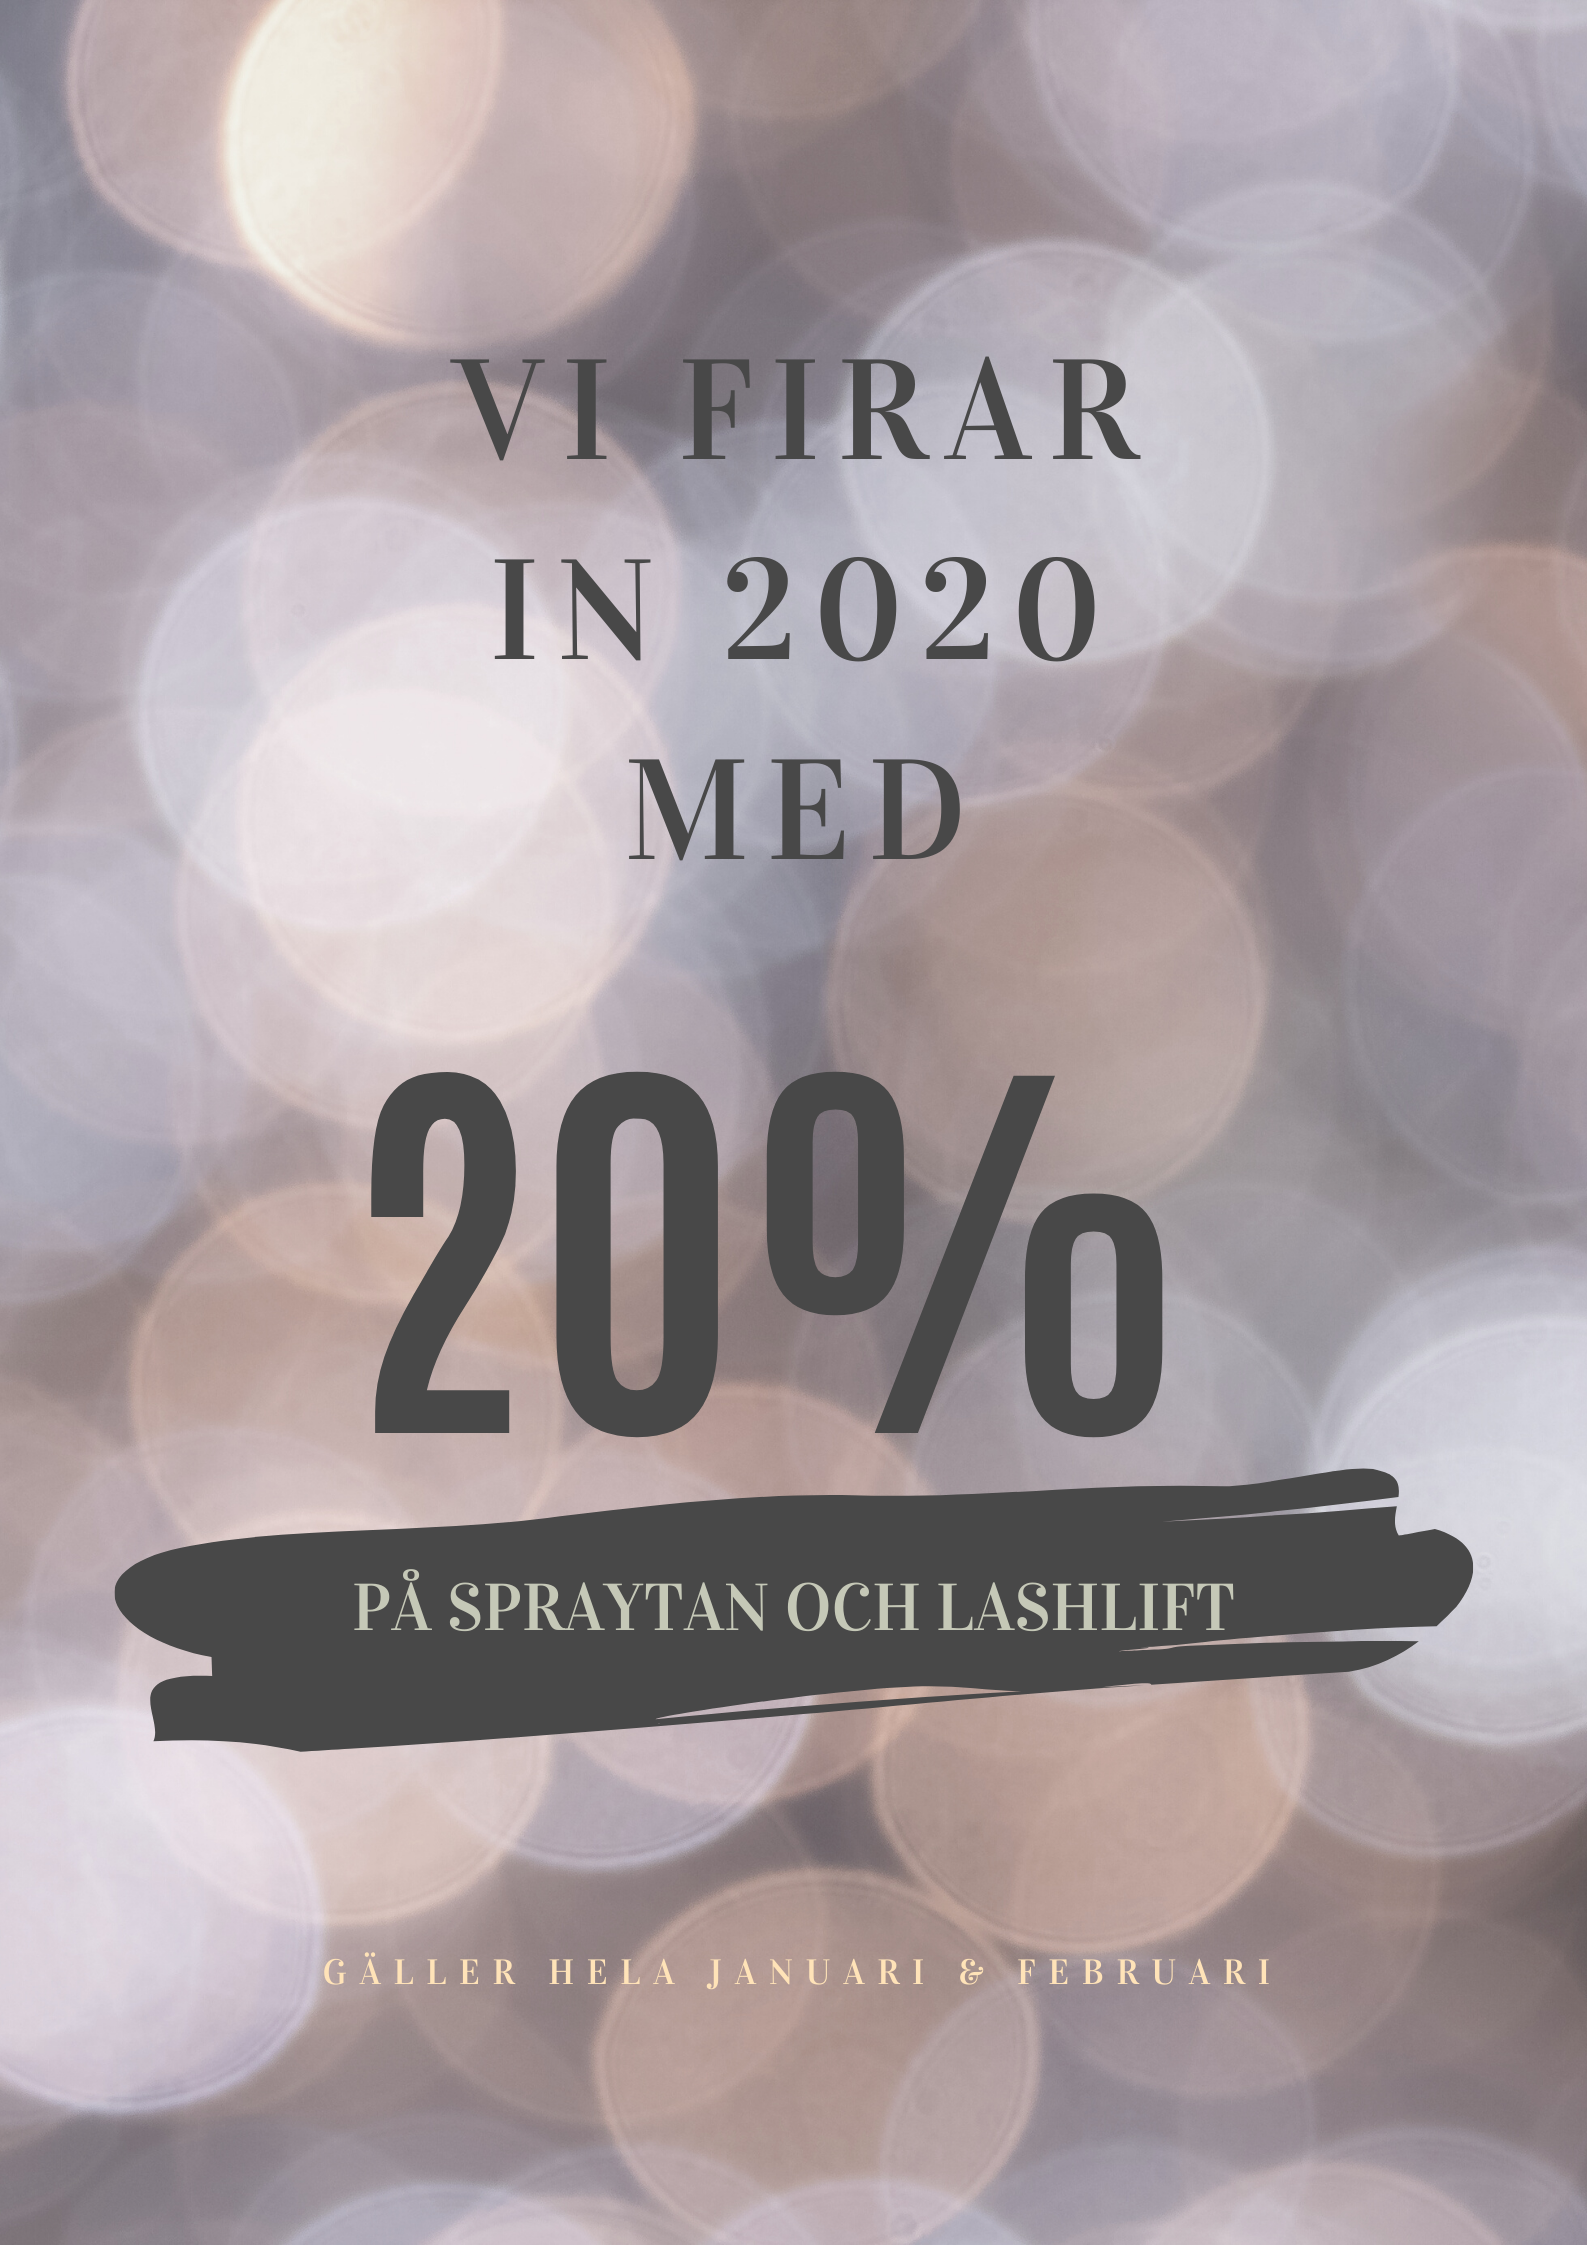 VI FIRAR
IN 2020
MED
20%
PÅ SPRAYTAN OCH LASHLIFT
GÄLLER HELA JANUARI & FEBRUARI